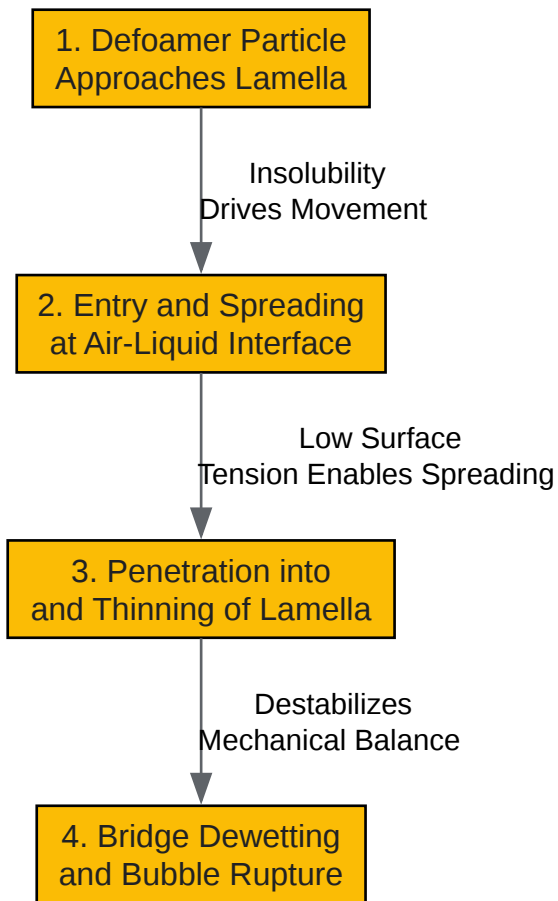 1. Defoamer Particle
Approaches Lamella
Insolubility
Drives Movement
2. Entry and Spreading
at Air-Liquid Interface
Low Surface
Tension Enables Spreading
3. Penetration into
and Thinning of Lamella
Destabilizes
Mechanical Balance
4. Bridge Dewetting
and Bubble Rupture